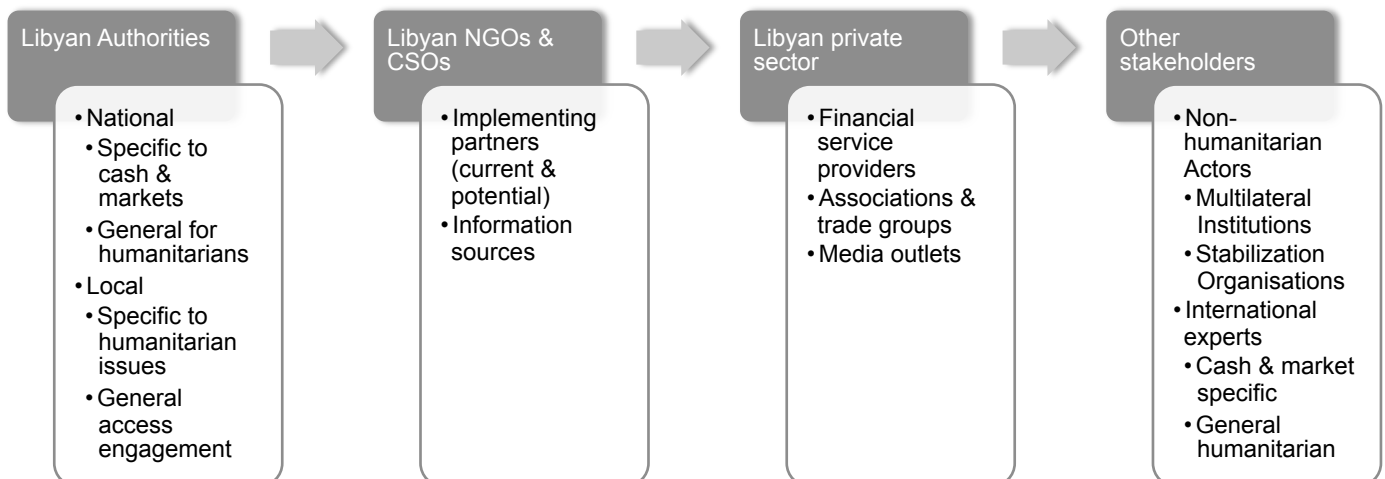 Libyan Authorities
• National
• Specific to
cash &
markets
• General for
humanitarians
• Local
• Specific to
humanitarian
issues
• General
access
engagement
Libyan NGOs &
CSOs
• Implementing
partners
(current &
potential)
• Information
sources
Libyan private
sector
• Financial
service
providers
• Associations &
trade groups
• Media outlets
Other
stakeholders
• Non-
humanitarian
Actors
• Multilateral
Institutions
• Stabilization
Organisations
• International
experts
• Cash & market
specific
• General
humanitarian